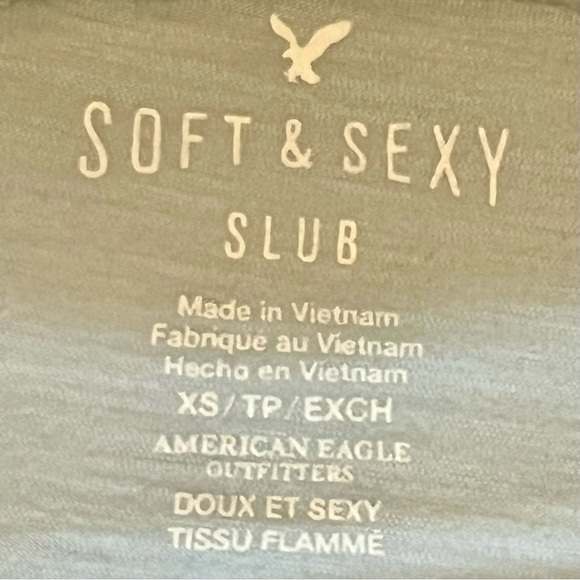 SOFT & SEXY
SLUB
Made in Vietnam
Fabriqué au Vietnam
Hecho en Vietnam
XS/TP/EXCH
AMERICAN EAGLE
OUTFITTERS
DOUX ET SEXY
TISSU FLAMMÉ